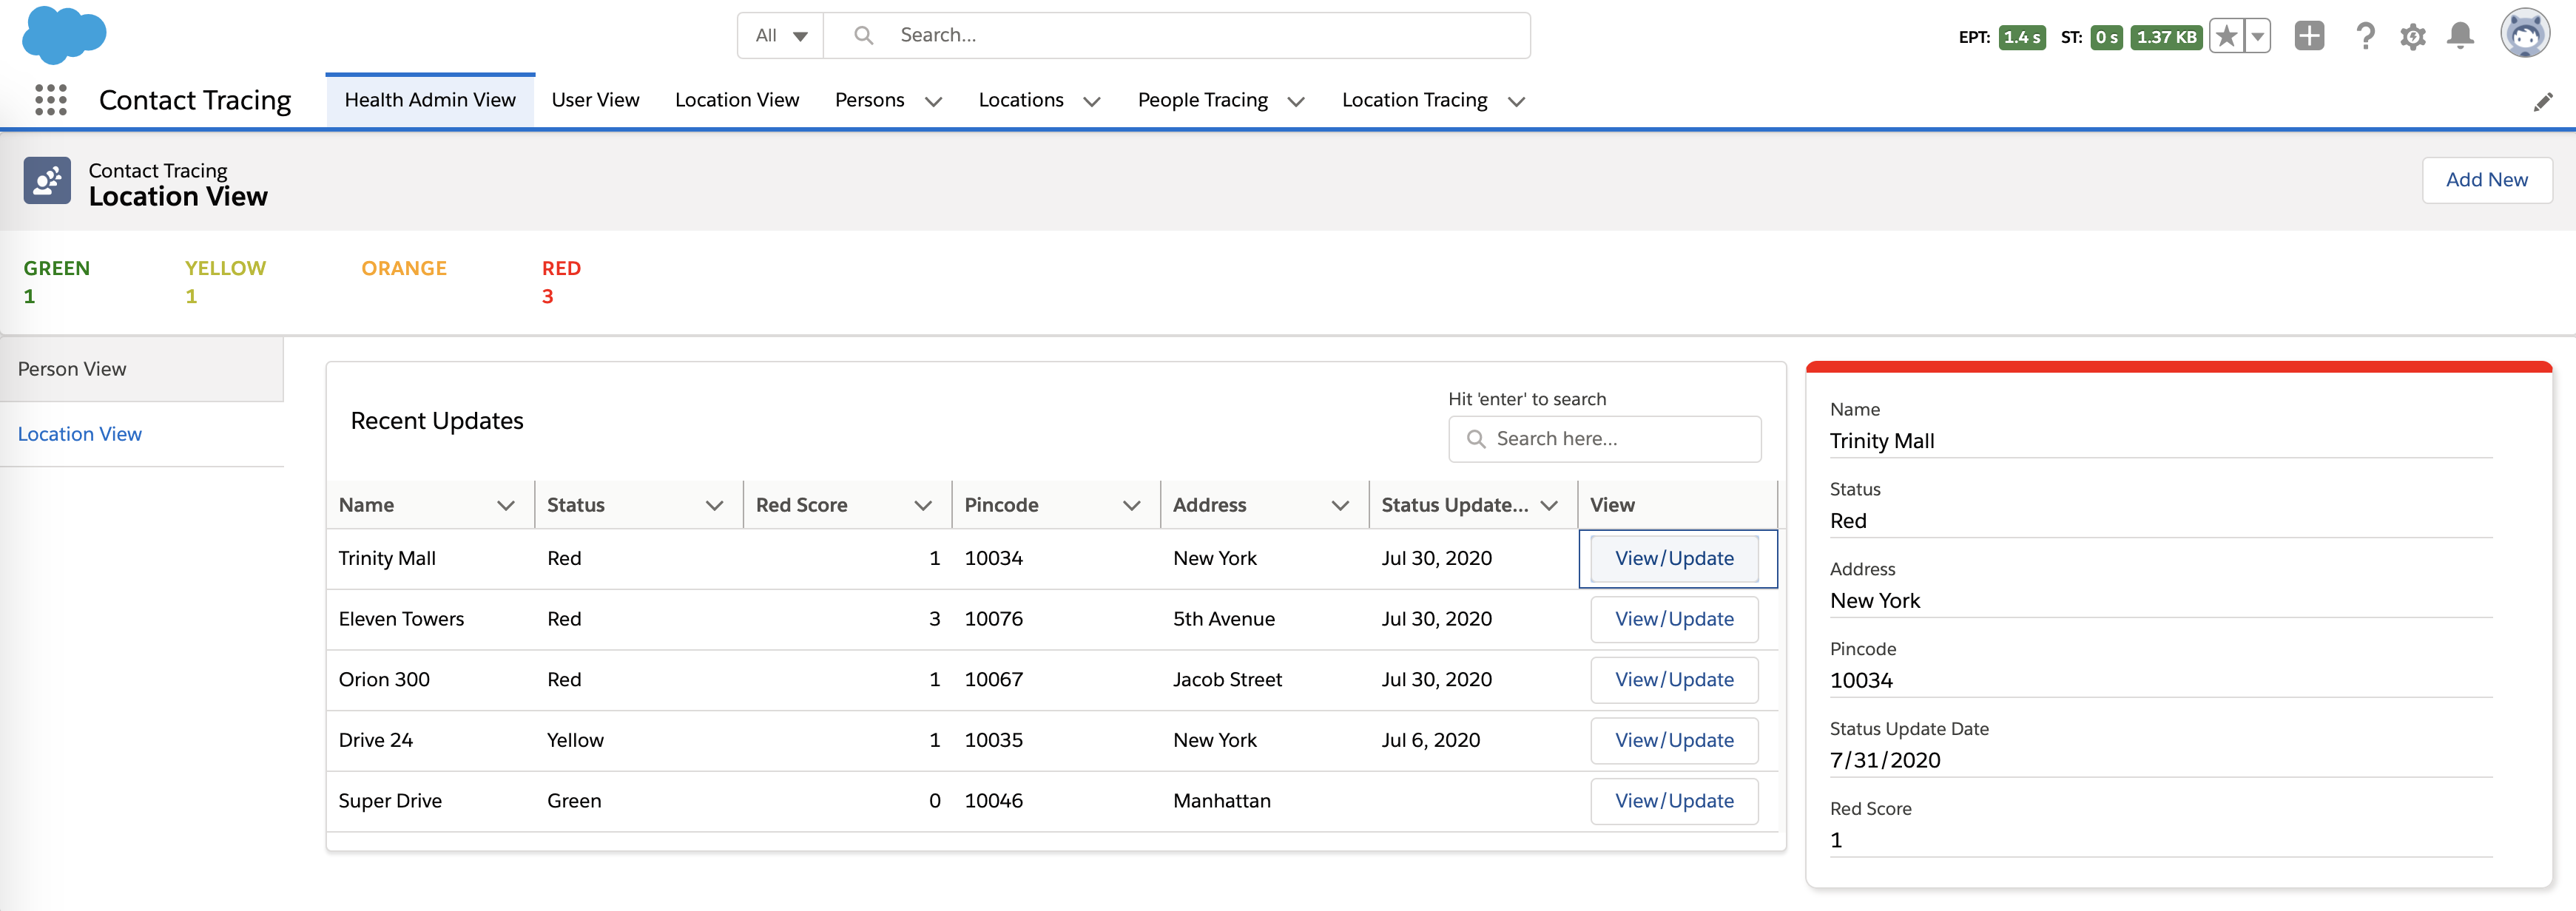 All
Search...
EPT: 1.4 s ST: 0 s 1.37 KB
Contact Tracing
Health Admin View
User View
Location View
Persons
Locations
People Tracing
Location Tracing
Contact Tracing
Location View
Add New
GREEN YELLOW ORANGE RED
1 1 3
Person View
Location View
Recent Updates
Hit 'enter' to search
Search here...
Name Status Red Score Pincode Address Status Update... View
Trinity Mall Red 1 10034 New York Jul 30, 2020 View/Update
Eleven Towers Red 3 10076 5th Avenue Jul 30, 2020 View/Update
Orion 300 Red 1 10067 Jacob Street Jul 30, 2020 View/Update
Drive 24 Yellow 1 10035 New York Jul 6, 2020 View/Update
Super Drive Green 0 10046 Manhattan View/Update
Name
Trinity Mall
Status
Red
Address
New York
Pincode
10034
Status Update Date
7/31/2020
Red Score
1